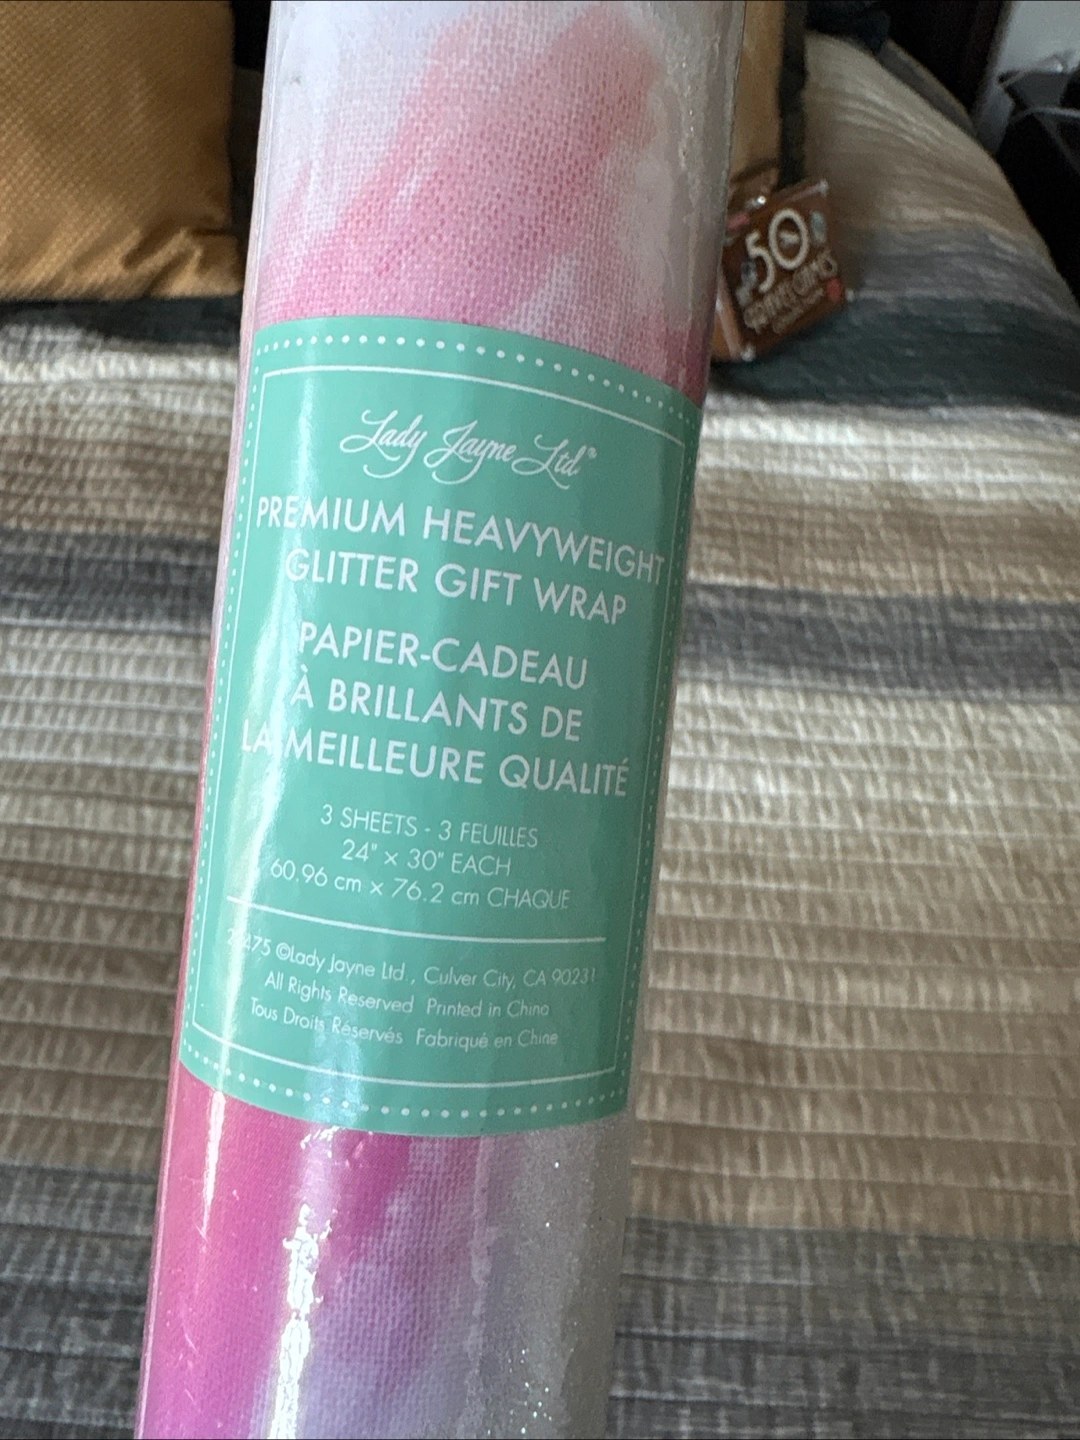 Lady Jayne Ltd.®
PREMIUM HEAVYWEIGHT
GLITTER GIFT WRAP
PAPIER-CADEAU
À BRILLANTS DE
LA MEILLEURE QUALITÉ
3 SHEETS - 3 FEUILLES
24" x 30" EACH
60.96 cm x 76.2 cm CHAQUE
©Lady Jayne Ltd., Culver City, CA 90231
All Rights Reserved Printed in China
Tous Droits Réservés Fabriqué en Chine
50